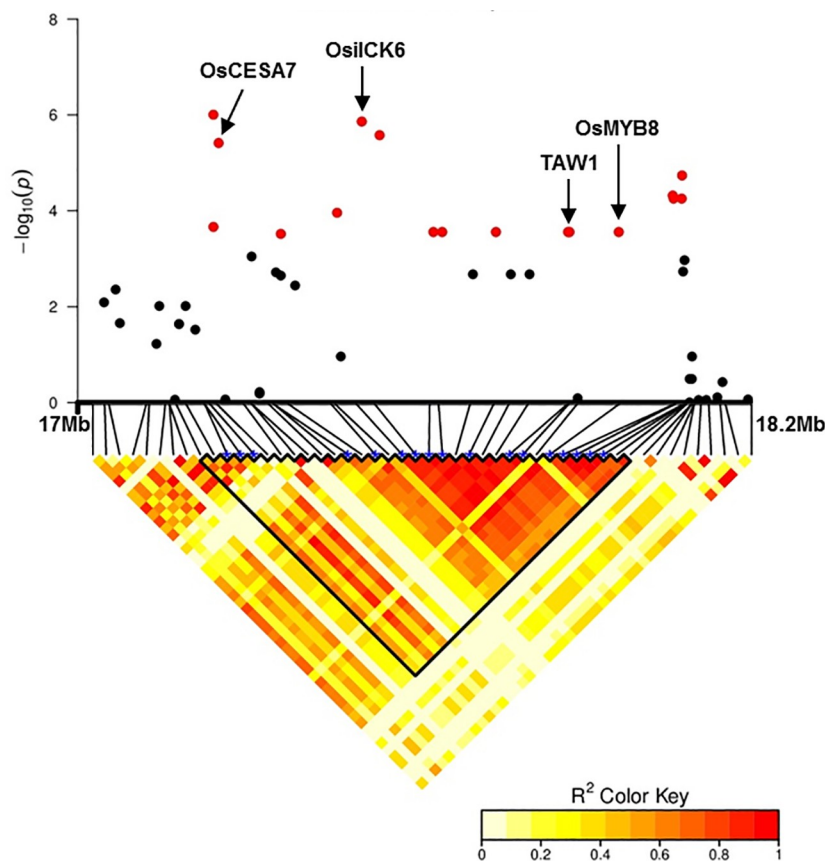 8
OsiICK6
OsCESA7
6
OsMYB8
TAW1
−log10(p)
4
2
0
17Mb
18.2Mb
R2 Color Key
0 0.2 0.4 0.6 0.8 1